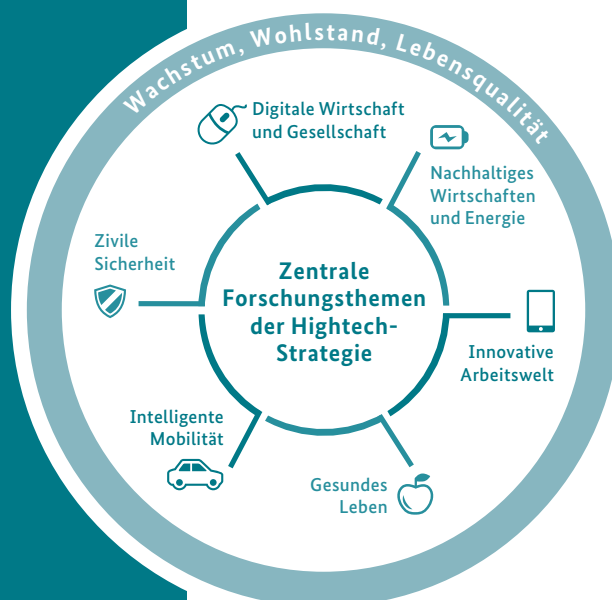 Wachstum, Wohlstand, Lebensqualität
Digitale Wirtschaft
und Gesellschaft
Nachhaltiges
Wirtschaften
und Energie
Zivile
Sicherheit
Zentrale
Forschungsthemen
der Hightech-
Strategie
Innovative
Arbeitswelt
Intelligente
Mobilität
Gesundes
Leben